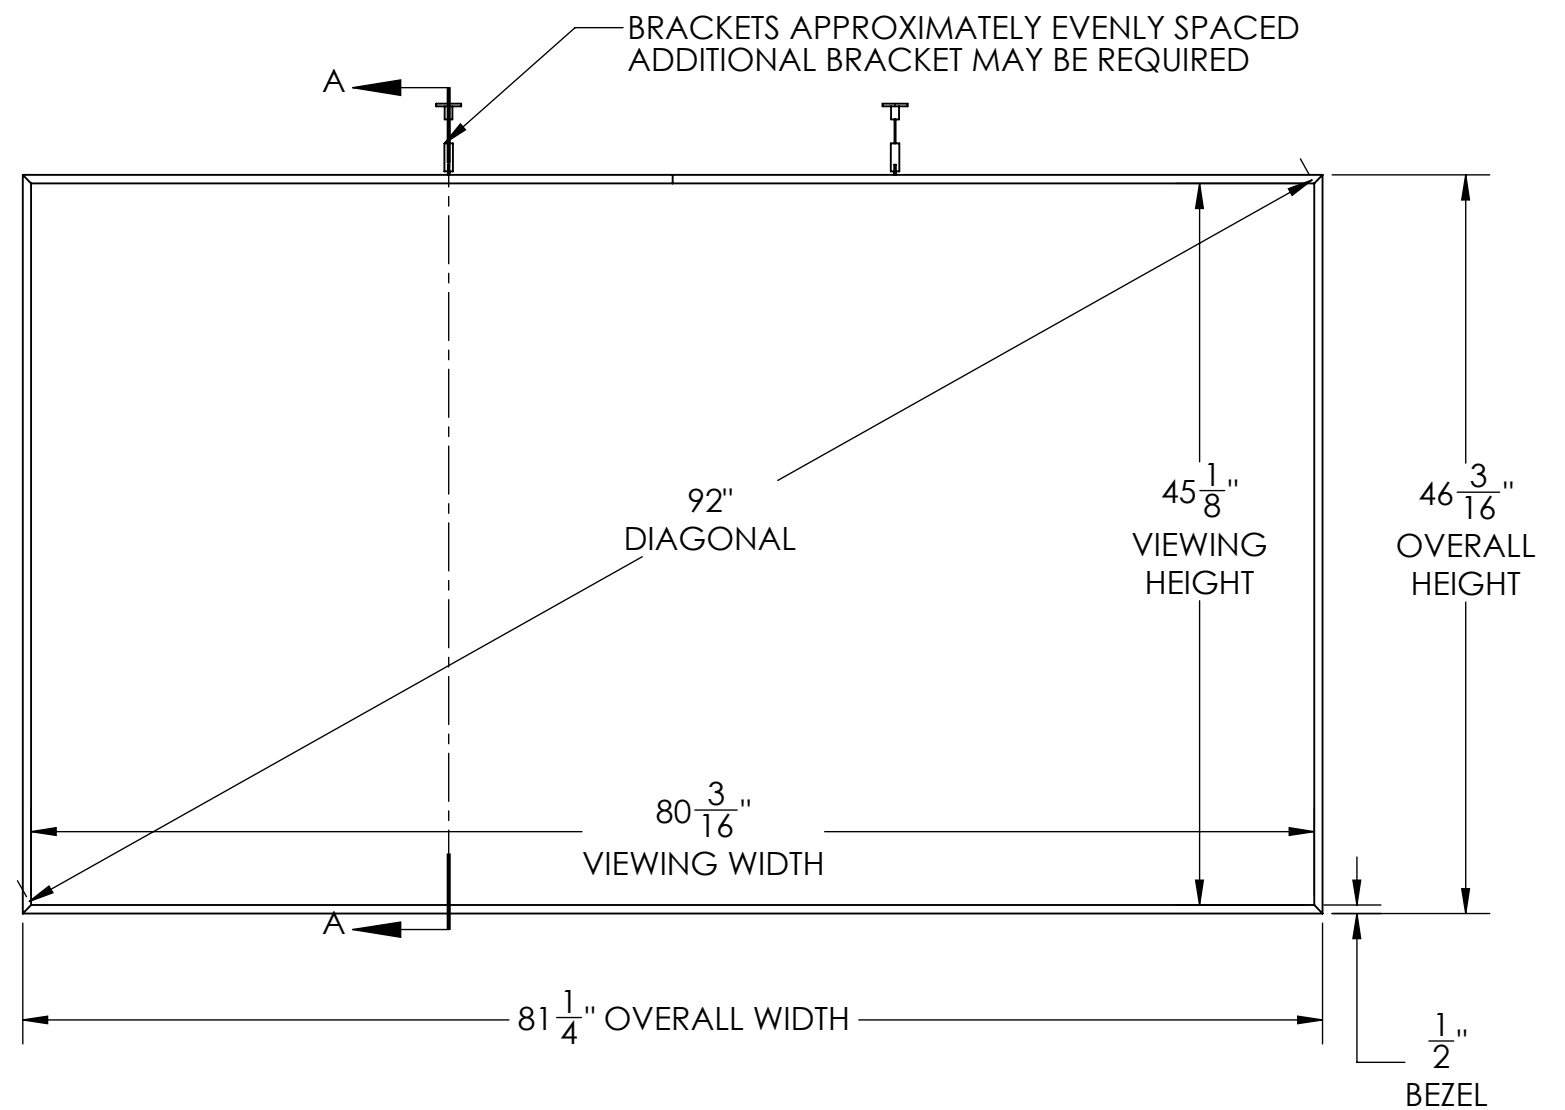 BRACKETS APPROXIMATELY EVENLY SPACED
ADDITIONAL BRACKET MAY BE REQUIRED
A
92"
DIAGONAL
45 1/8"
VIEWING
HEIGHT
46 3/16"
OVERALL
HEIGHT
80 3/16"
VIEWING WIDTH
A
81 1/4" OVERALL WIDTH
1/2"
BEZEL